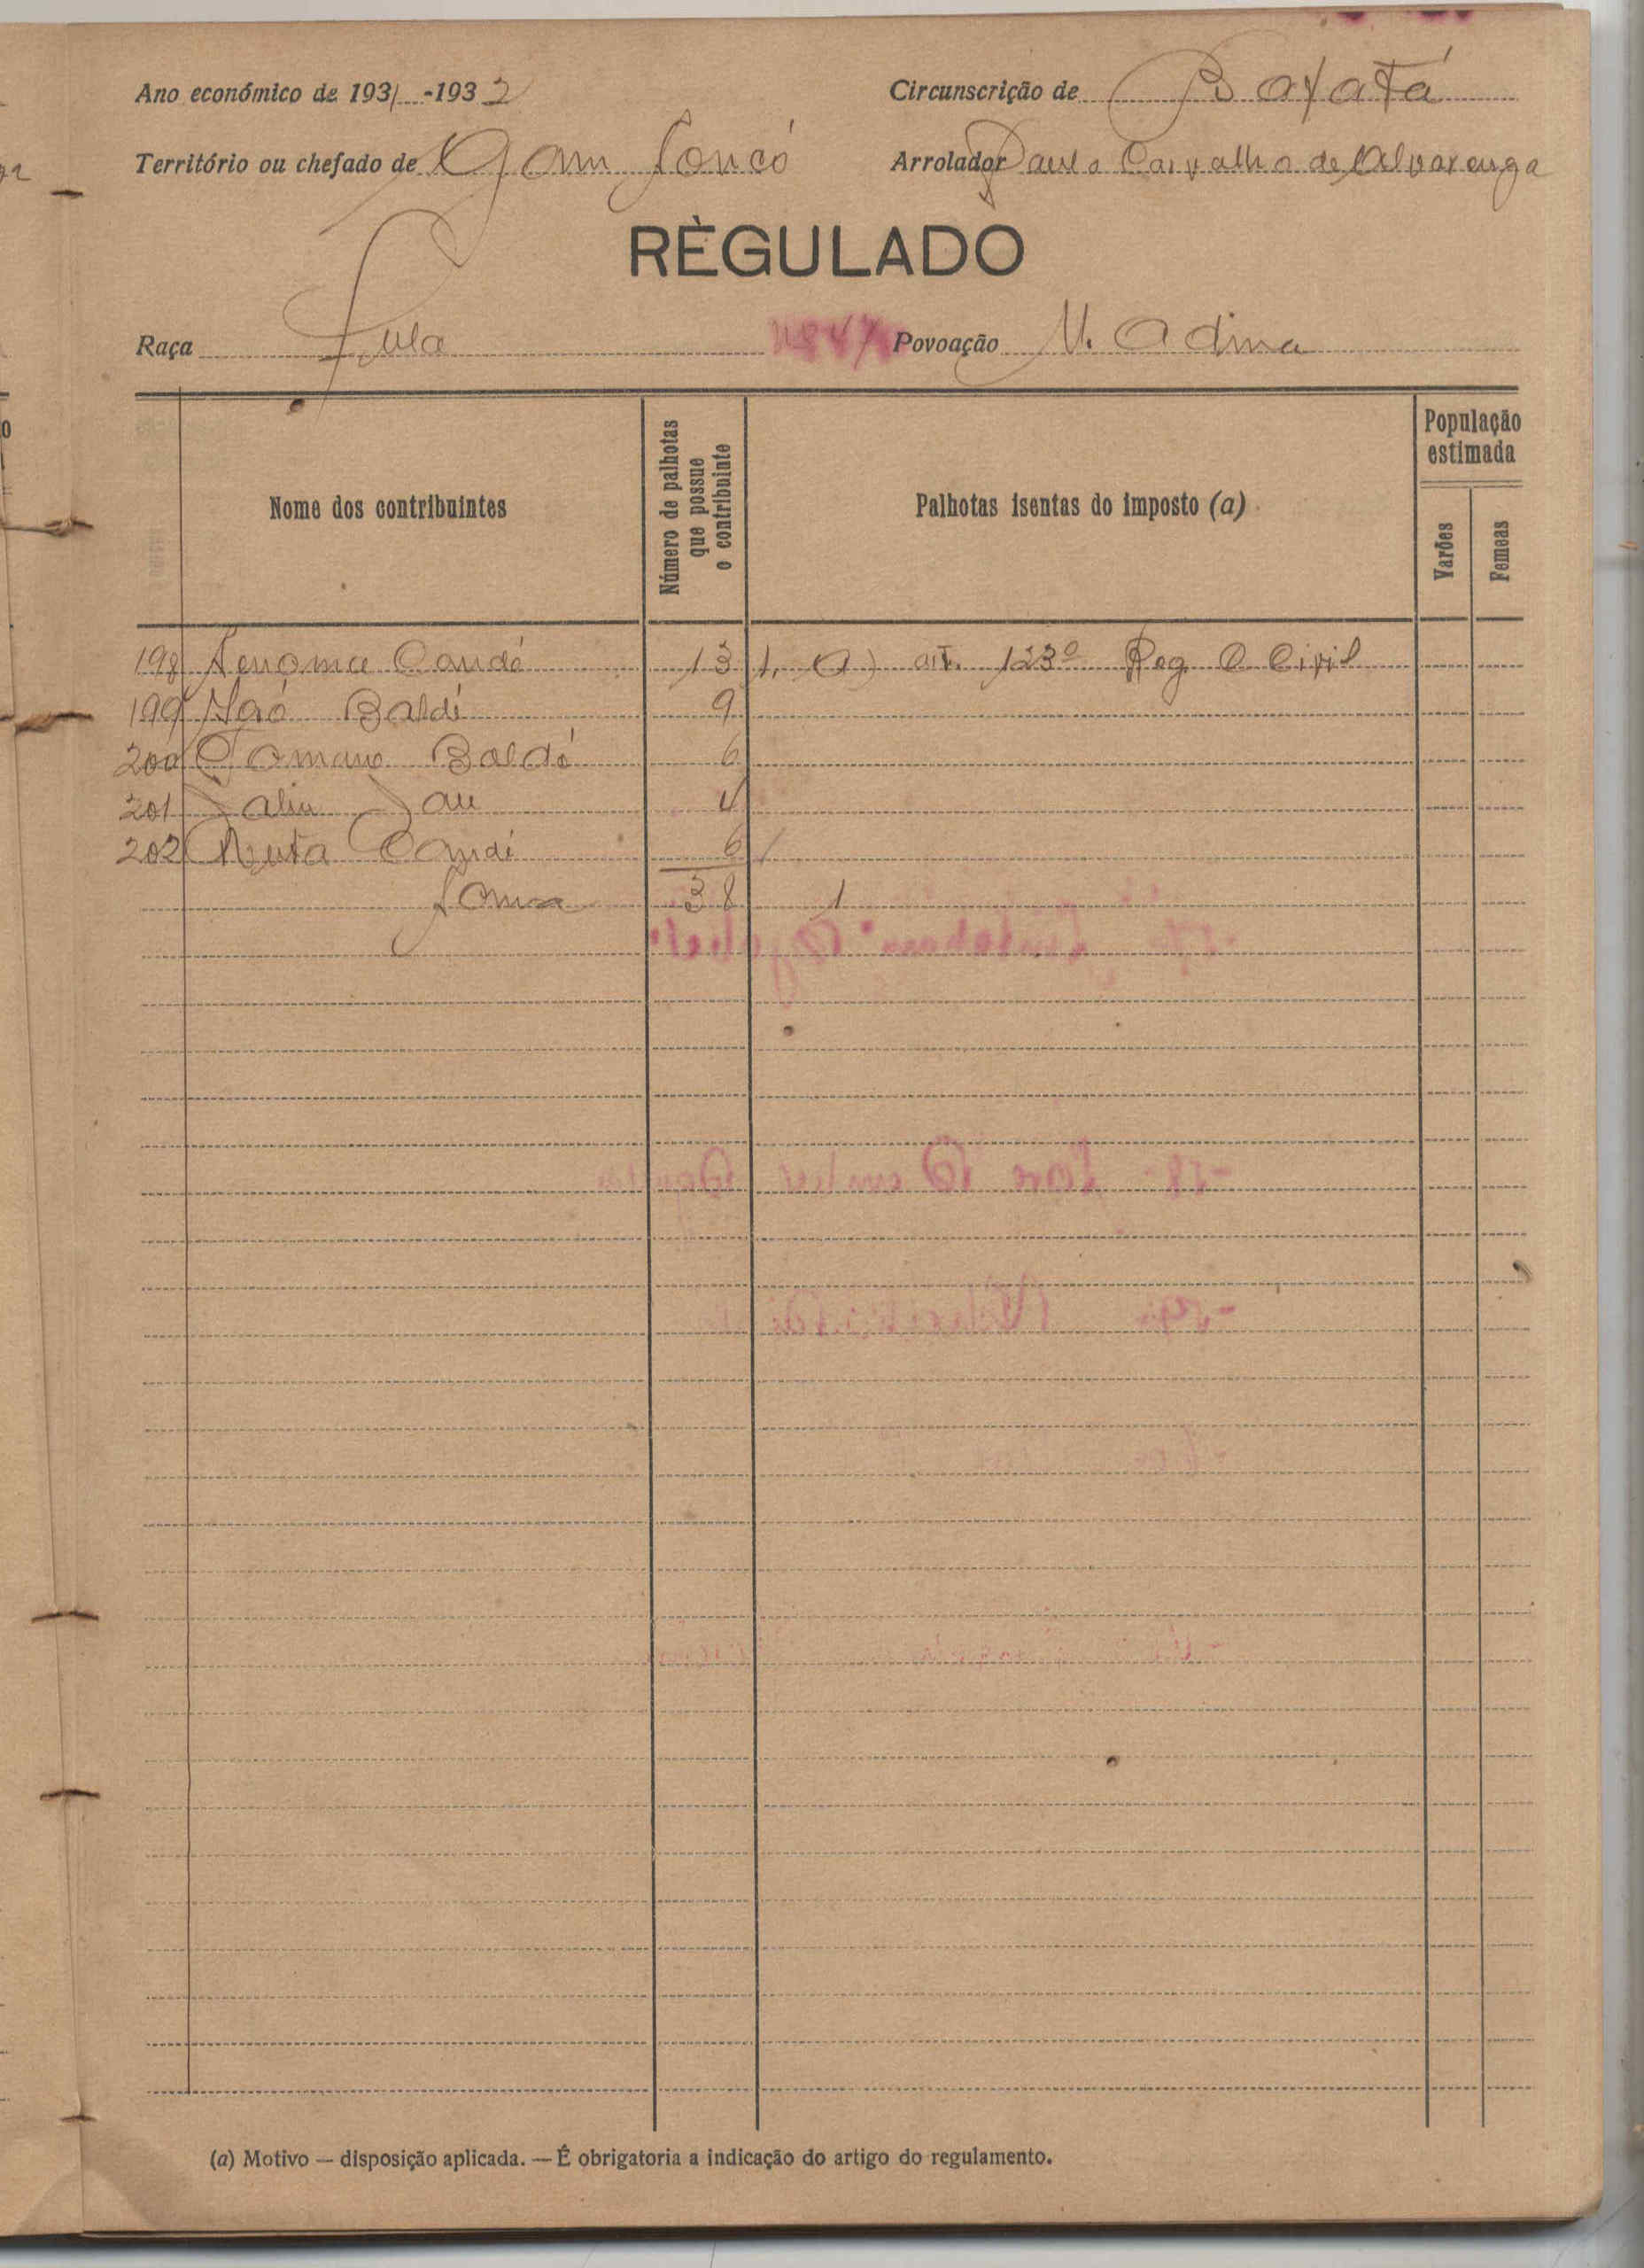 Ano económico de 1931-1932 Circunscrição de Bafatá
Território ou chefado de Gam Soncó Arrolador Paulo Carvalho de Alvarenga
RÈGULADO
Raça Fula Povoação M. Adina
Nome dos contribuintes
Número de palhotas que possue o contribuinte
Palhotas isentas do imposto (a)
População estimada
Varões
Femeas
198 Candé 13 1, a) art. 123º Reg. C Civil
199 Baldé 9
200 Baldé 6
201 Jau 4
202 Candé 6
Soma 38 1
(a) Motivo — disposição aplicada. — É obrigatoria a indicação do artigo do regulamento.